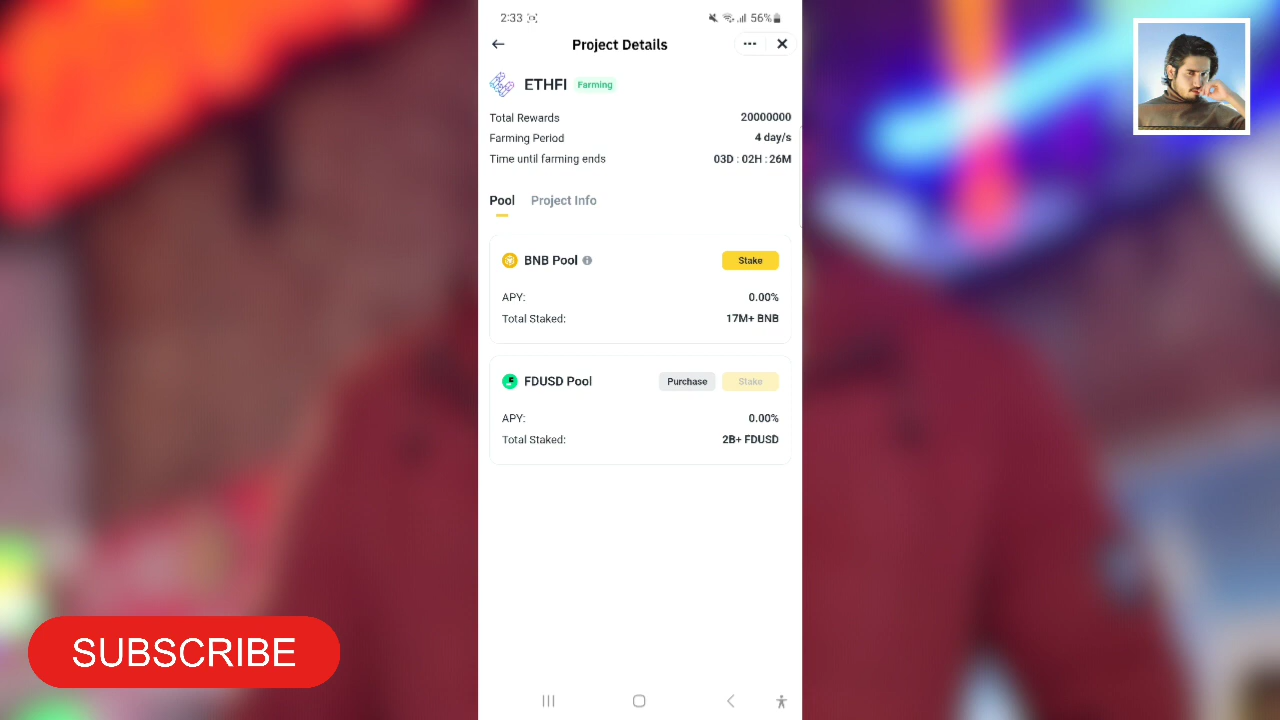 2:33 56%
Project Details
ETHFI Farming
Total Rewards 20000000
Farming Period 4 day/s
Time until farming ends 03D : 02H : 26M
Pool Project Info
BNB Pool Stake
APY: 0.00%
Total Staked: 17M+ BNB
FDUSD Pool Purchase Stake
APY: 0.00%
Total Staked: 2B+ FDUSD
SUBSCRIBE